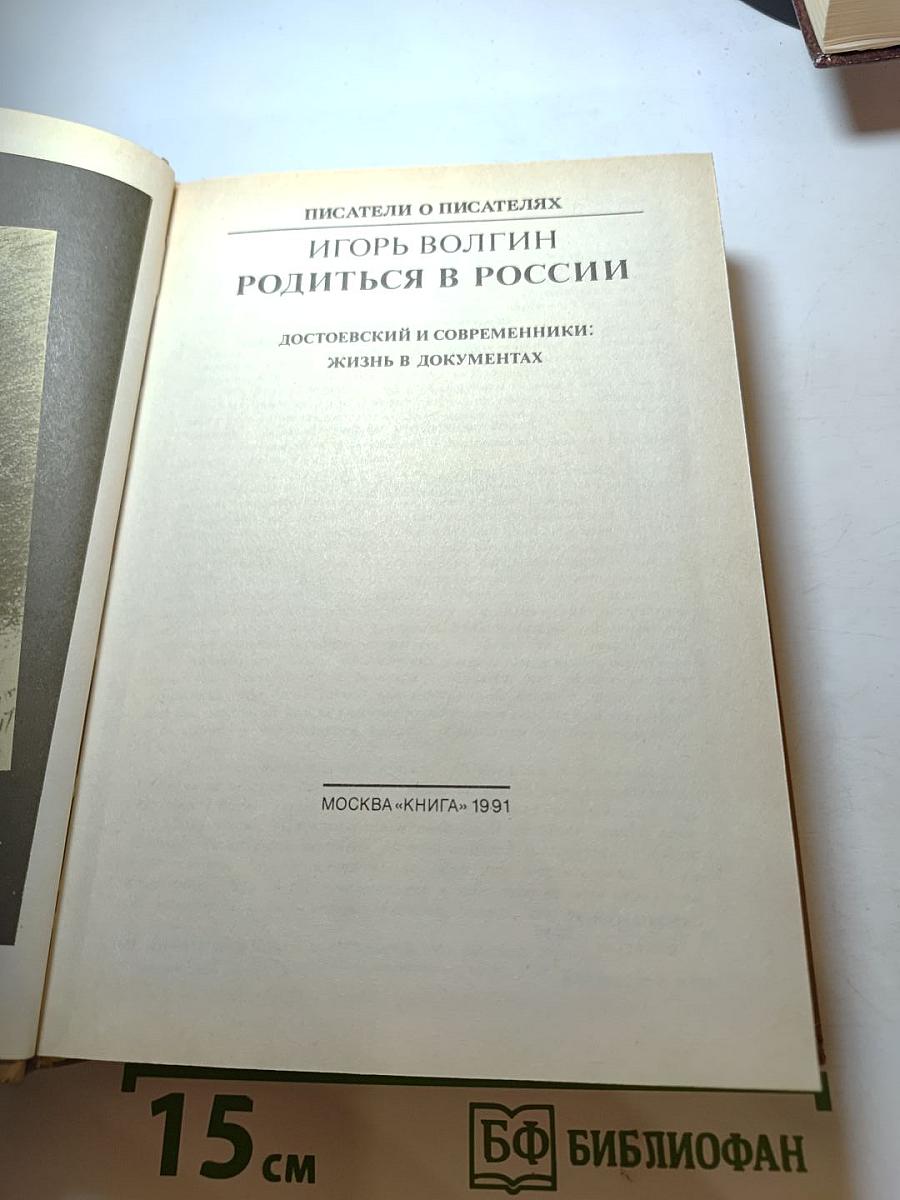 ПИСАТЕЛИ О ПИСАТЕЛЯХ
ИГОРЬ ВОЛГИН
РОДИТЬСЯ В РОССИИ
ДОСТОЕВСКИЙ И СОВРЕМЕННИКИ:
ЖИЗНЬ В ДОКУМЕНТАХ
МОСКВА «КНИГА» 1991
15 см
БФ БИБЛИОФАН